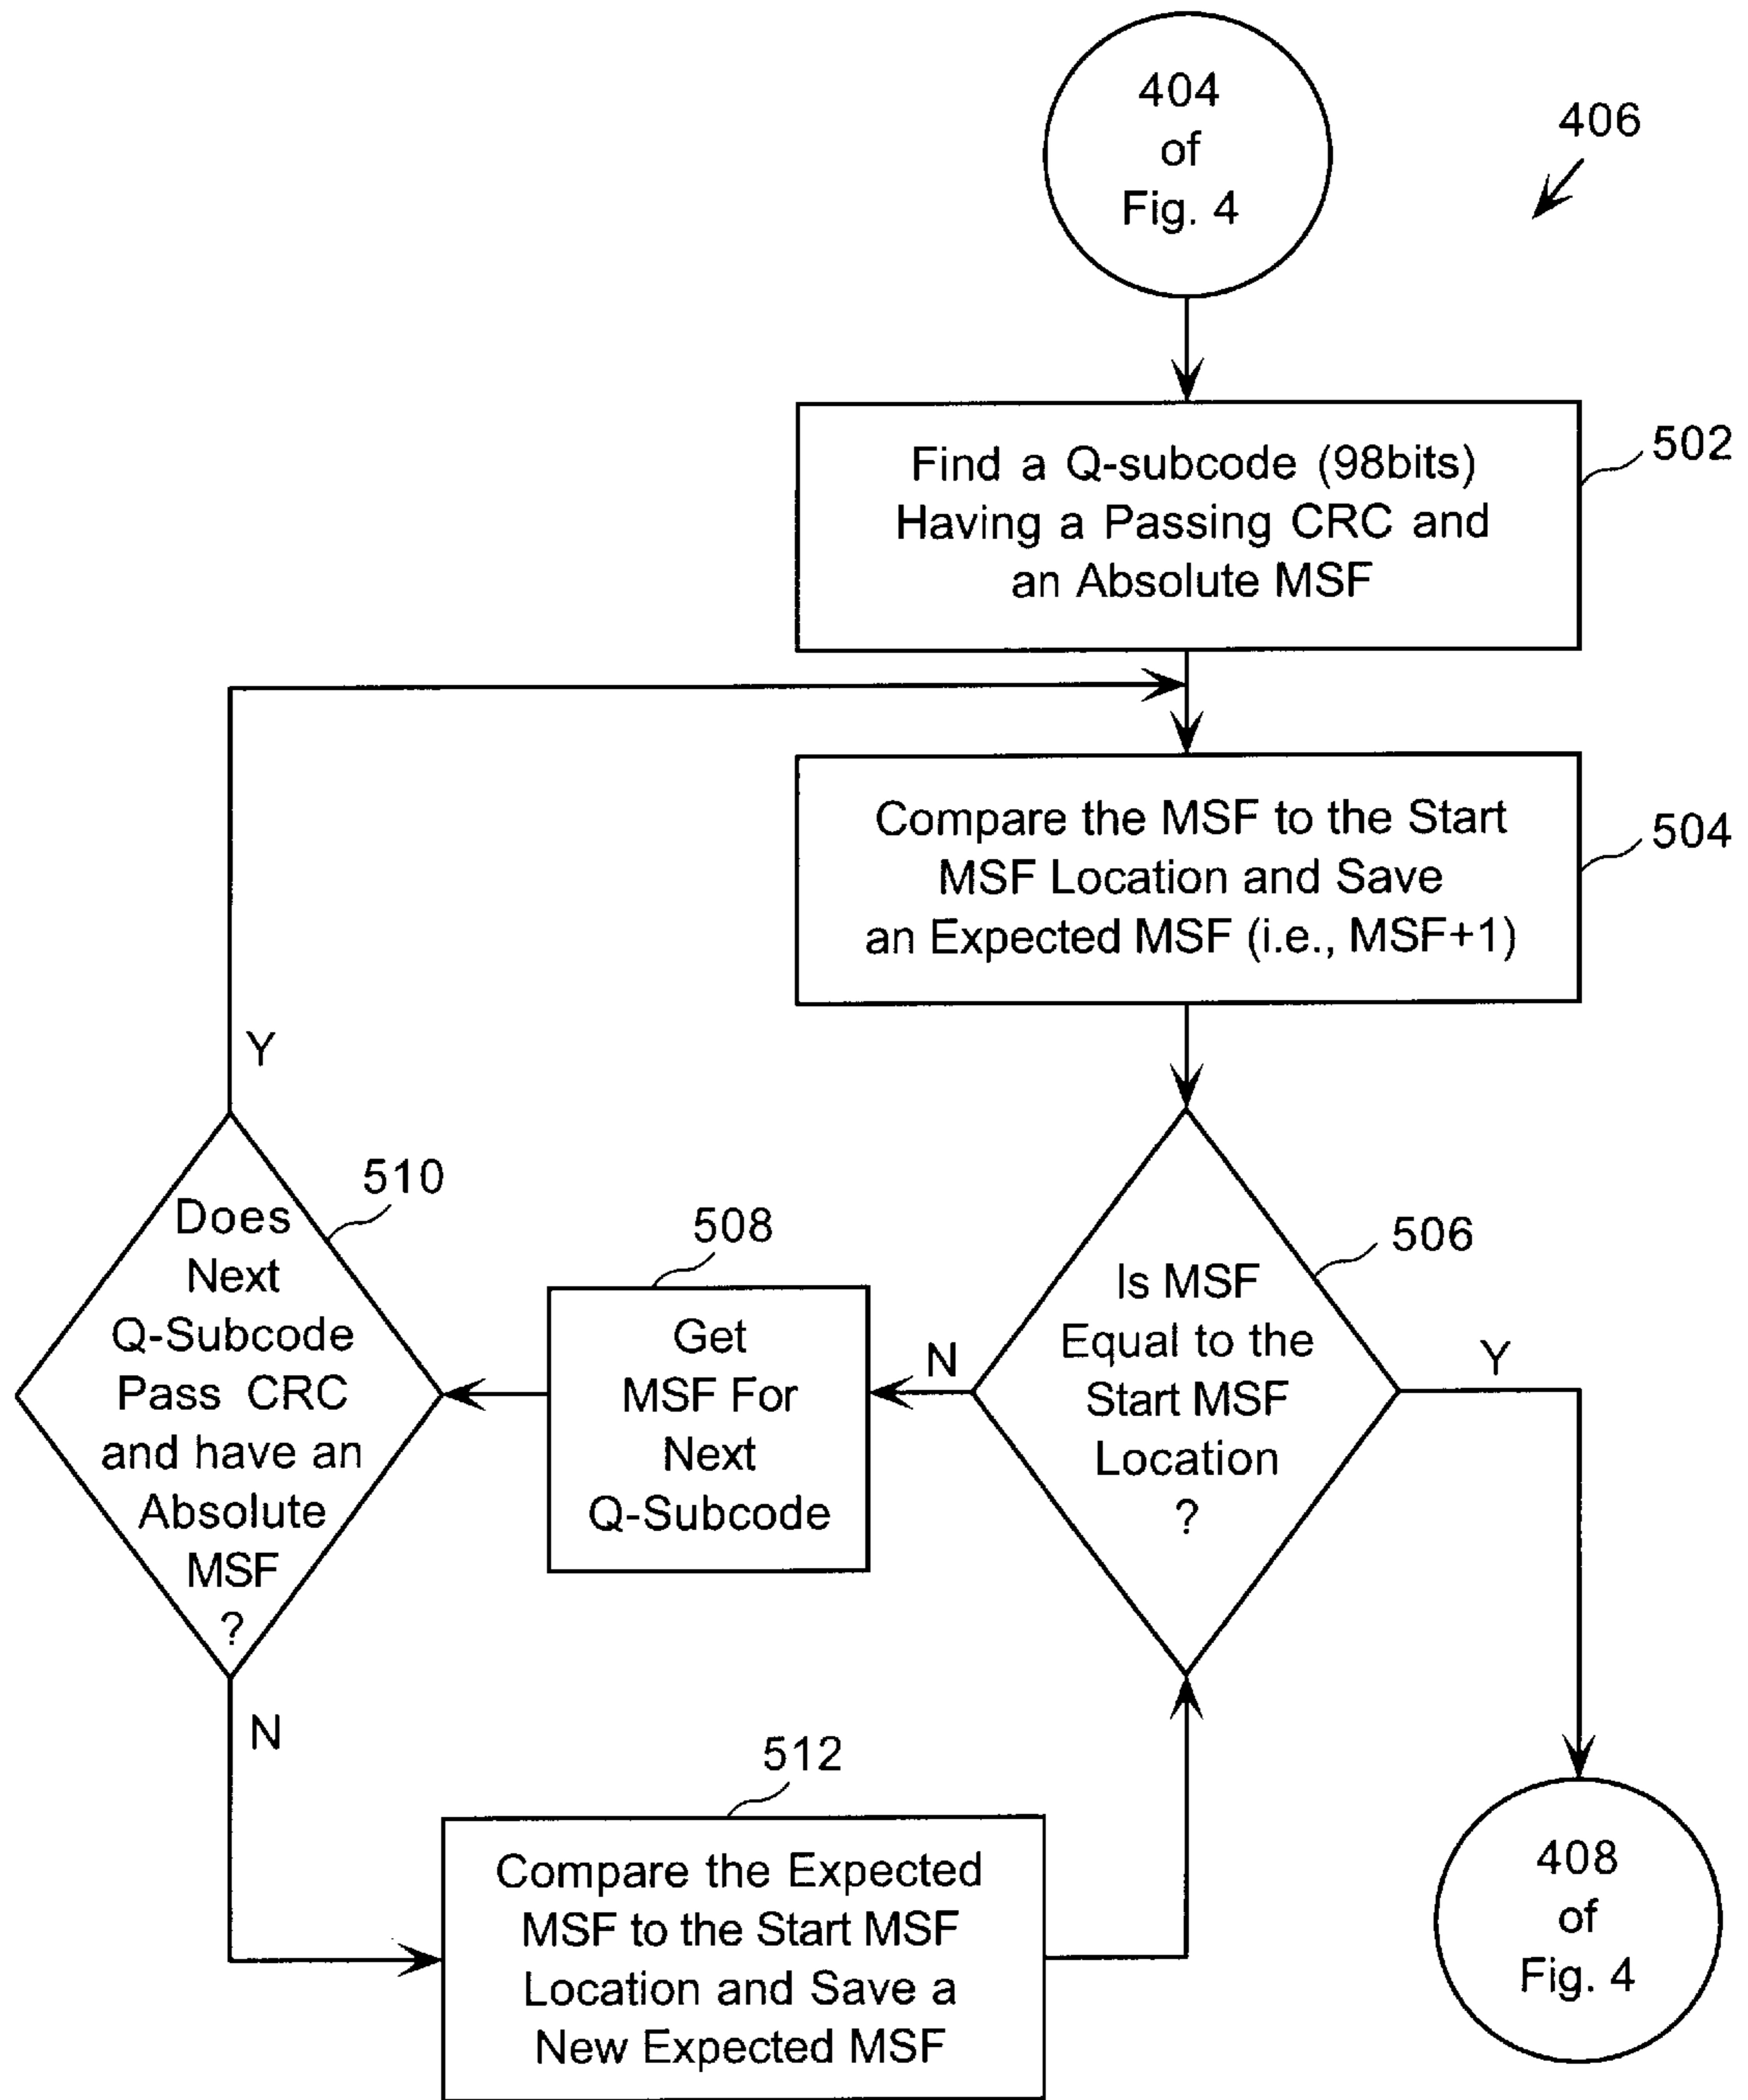 404
of
Fig. 4
406
502
Find a Q-subcode (98bits)
Having a Passing CRC and
an Absolute MSF
504
Compare the MSF to the Start
MSF Location and Save
an Expected MSF (i.e., MSF+1)
Y
510
Does
Next
Q-Subcode
Pass CRC
and have an
Absolute
MSF
?
508
Get
MSF For
Next
Q-Subcode
N
506
Is MSF
Equal to the
Start MSF
Location
?
Y
N
512
Compare the Expected
MSF to the Start MSF
Location and Save a
New Expected MSF
408
of
Fig. 4